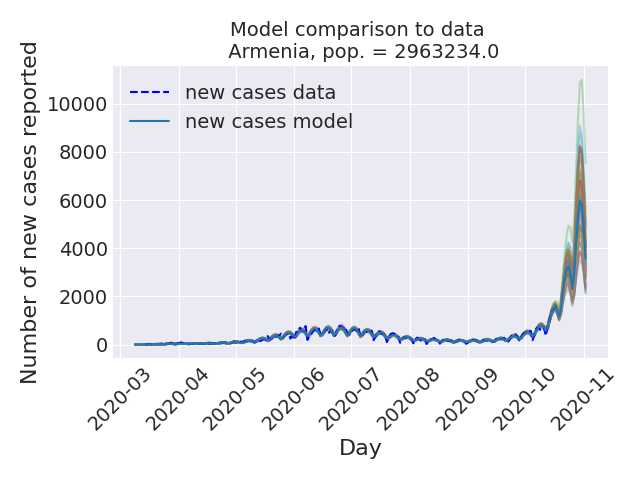 Model comparison to data
Armenia, pop. = 2963234.0
Number of new cases reported
10000
8000
6000
4000
2000
0
new cases data
new cases model
2020-03
2020-04
2020-05
2020-06
2020-07
2020-08
2020-09
2020-10
2020-11
Day